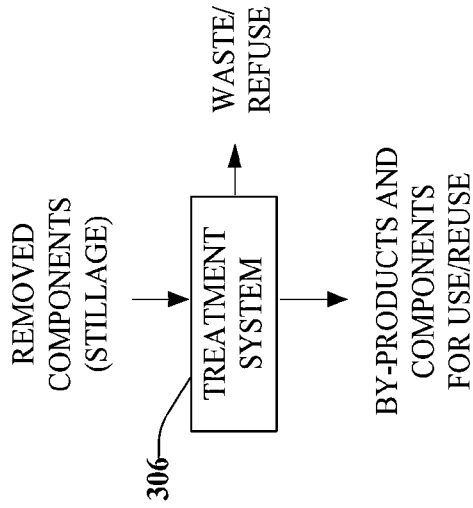 REMOVED
COMPONENTS
(STILLAGE)
306
TREATMENT
SYSTEM
WASTE/
REFUSE
BY-PRODUCTS AND
COMPONENTS
FOR USE/REUSE